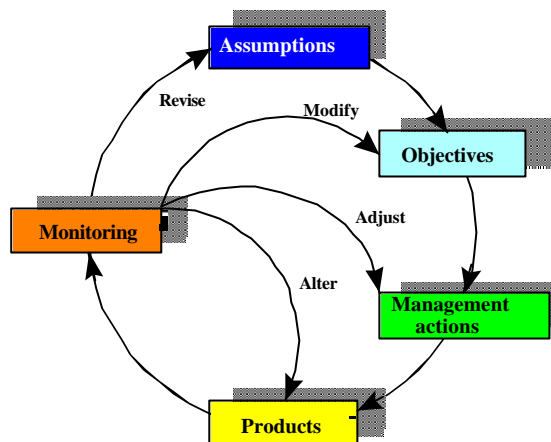 Assumptions
Revise
Modify
Objectives
Monitoring
Adjust
Alter
Management
actions
Products